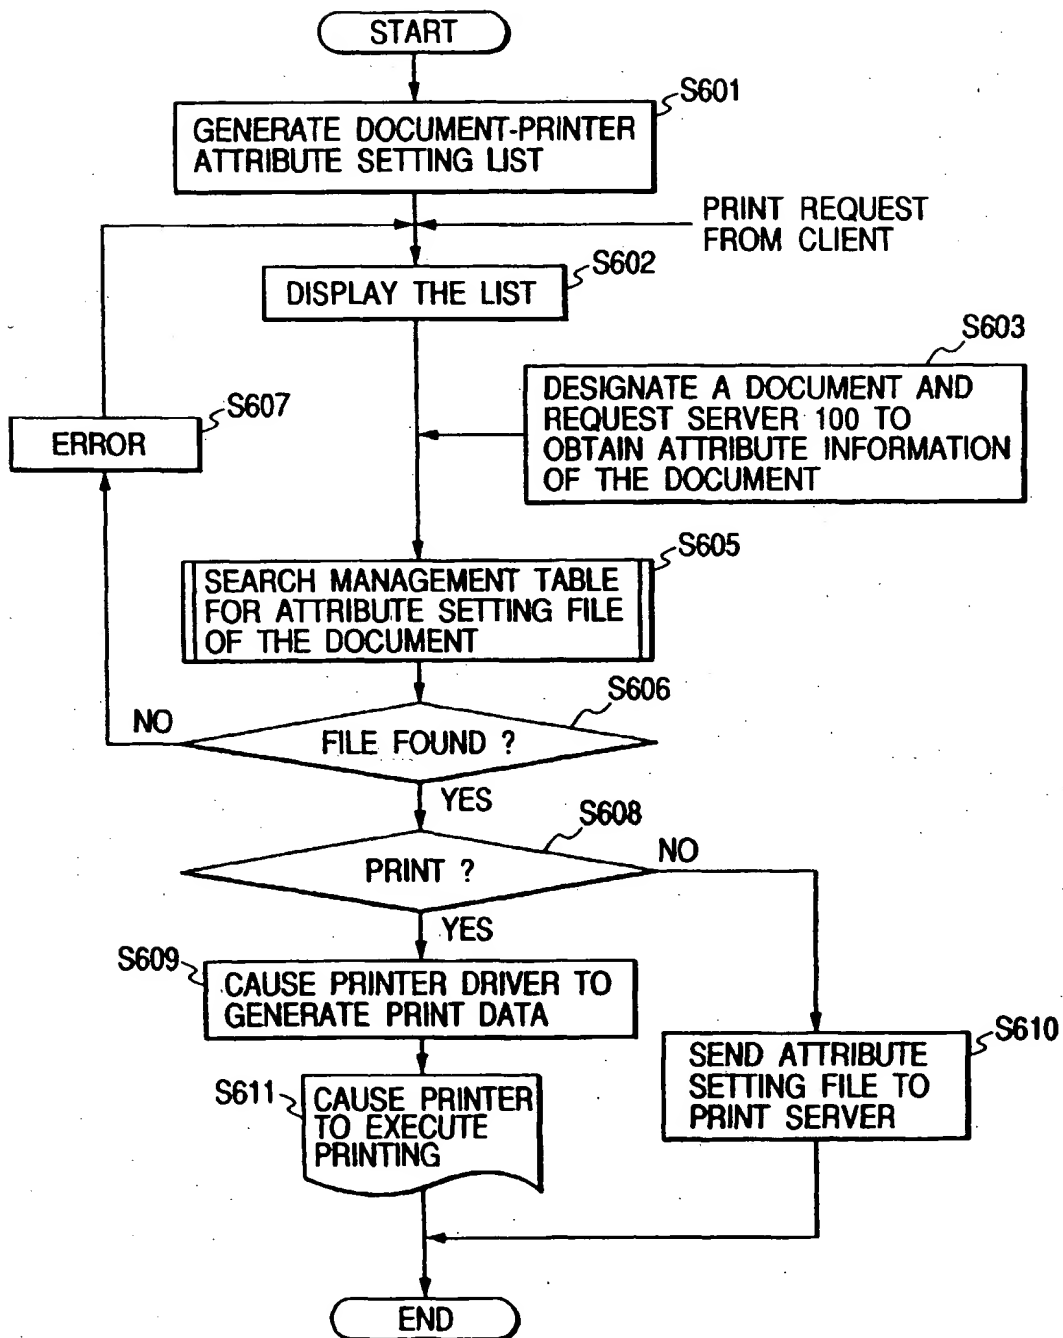 START
S601
GENERATE DOCUMENT-PRINTER
ATTRIBUTE SETTING LIST
PRINT REQUEST
FROM CLIENT
S602
DISPLAY THE LIST
S603
DESIGNATE A DOCUMENT AND
REQUEST SERVER 100 TO
OBTAIN ATTRIBUTE INFORMATION
OF THE DOCUMENT
S607
ERROR
S605
SEARCH MANAGEMENT TABLE
FOR ATTRIBUTE SETTING FILE
OF THE DOCUMENT
S606
NO
FILE FOUND ?
YES
S608
NO
PRINT ?
YES
S609
CAUSE PRINTER DRIVER TO
GENERATE PRINT DATA
S610
SEND ATTRIBUTE
SETTING FILE TO
PRINT SERVER
S611
CAUSE PRINTER
TO EXECUTE
PRINTING
END